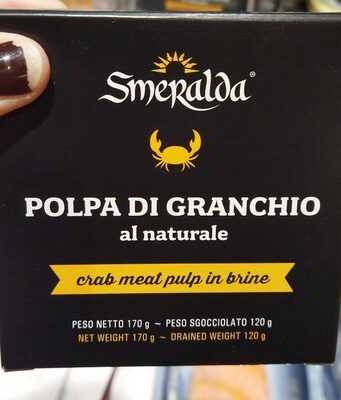 Smeralda®
POLPA DI GRANCHIO
al naturale
crab meat pulp in brine
PESO NETTO 170 g ~ PESO SGOCCIOLATO 120 g
NET WEIGHT 170 g ~ DRAINED WEIGHT 120 g